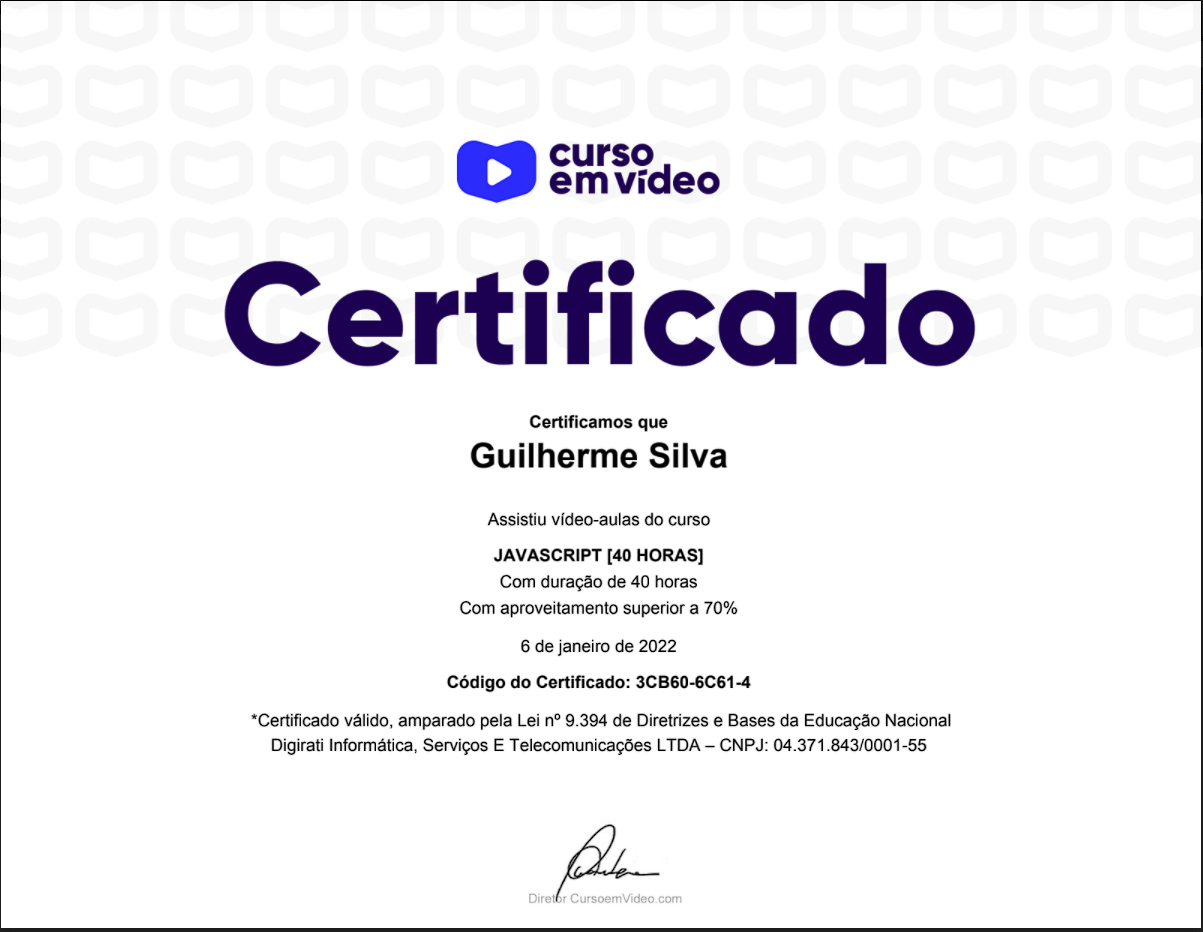 curso
em vídeo
Certificado
Certificamos que
Guilherme Silva
Assistiu vídeo-aulas do curso
JAVASCRIPT [40 HORAS]
Com duração de 40 horas
Com aproveitamento superior a 70%
6 de janeiro de 2022
Código do Certificado: 3CB60-6C61-4
*Certificado válido, amparado pela Lei nº 9.394 de Diretrizes e Bases da Educação Nacional
Digirati Informática, Serviços E Telecomunicações LTDA – CNPJ: 04.371.843/0001-55
Diretor CursoemVideo.com